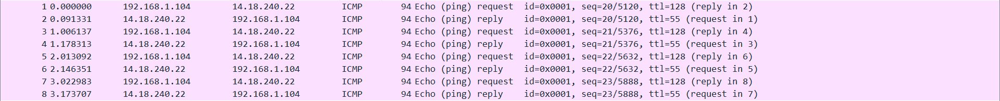 1 0.000000 192.168.1.104 14.18.240.22 ICMP 94 Echo (ping) request id=0x0001, seq=20/5120, ttl=128 (reply in 2)
2 0.091331 14.18.240.22 192.168.1.104 ICMP 94 Echo (ping) reply id=0x0001, seq=20/5120, ttl=55 (request in 1)
3 1.006137 192.168.1.104 14.18.240.22 ICMP 94 Echo (ping) request id=0x0001, seq=21/5376, ttl=128 (reply in 4)
4 1.178313 14.18.240.22 192.168.1.104 ICMP 94 Echo (ping) reply id=0x0001, seq=21/5376, ttl=55 (request in 3)
5 2.013092 192.168.1.104 14.18.240.22 ICMP 94 Echo (ping) request id=0x0001, seq=22/5632, ttl=128 (reply in 6)
6 2.146351 14.18.240.22 192.168.1.104 ICMP 94 Echo (ping) reply id=0x0001, seq=22/5632, ttl=55 (request in 5)
7 3.022983 192.168.1.104 14.18.240.22 ICMP 94 Echo (ping) request id=0x0001, seq=23/5888, ttl=128 (reply in 8)
8 3.173707 14.18.240.22 192.168.1.104 ICMP 94 Echo (ping) reply id=0x0001, seq=23/5888, ttl=55 (request in 7)